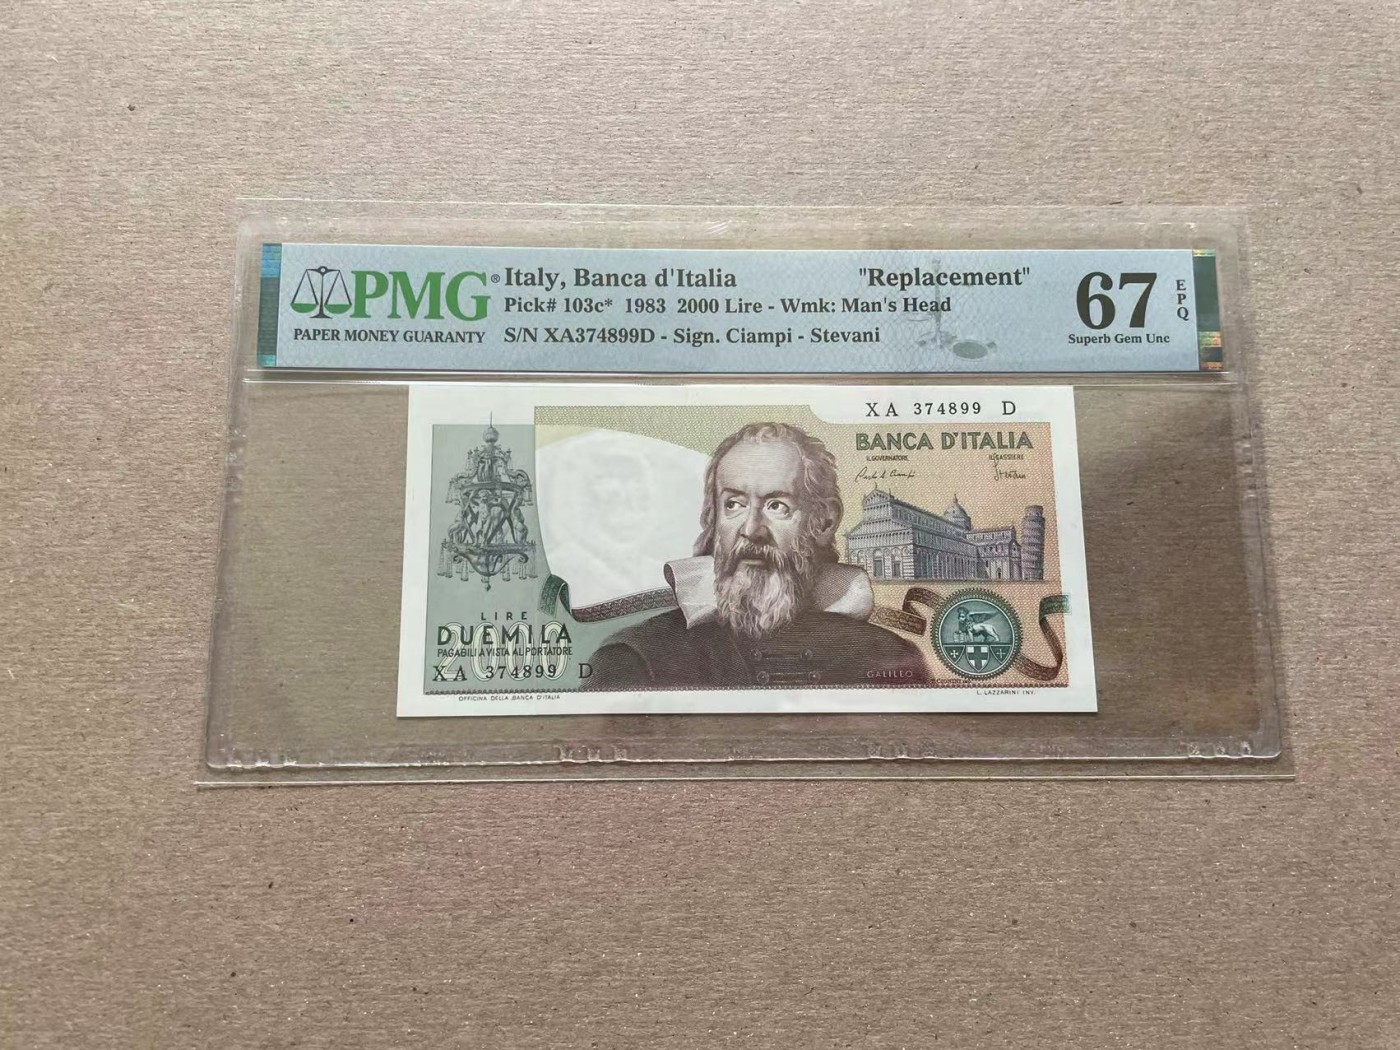 PMG®
PAPER MONEY GUARANTY
Italy, Banca d'Italia "Replacement"
Pick# 103c* 1983 2000 Lire - Wmk: Man's Head
S/N XA374899D - Sign. Ciampi - Stevani
67
EPQ
Superb Gem Unc
XA 374899 D
BANCA D'ITALIA
IL GOVERNATORE IL CASSIERE
LIRE
2000
DUEMILA
PAGABILI A VISTA AL PORTATORE
XA 374899 D
GALILEO
OFFICINA DELLA BANCA D'ITALIA
L. LAZZARINI INV.